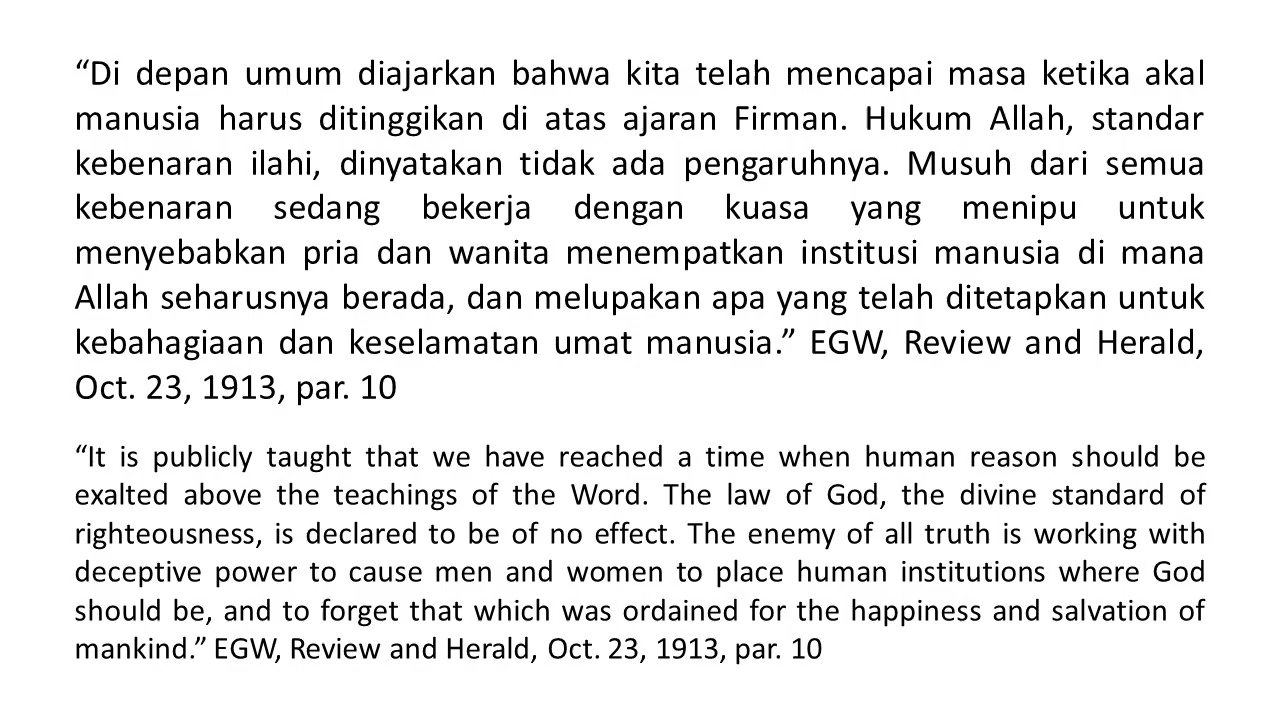 “Di depan umum diajarkan bahwa kita telah mencapai masa ketika akal
manusia harus ditinggikan di atas ajaran Firman. Hukum Allah, standar
kebenaran ilahi, dinyatakan tidak ada pengaruhnya. Musuh dari semua
kebenaran sedang bekerja dengan kuasa yang menipu untuk
menyebabkan pria dan wanita menempatkan institusi manusia di mana
Allah seharusnya berada, dan melupakan apa yang telah ditetapkan untuk
kebahagiaan dan keselamatan umat manusia.” EGW, Review and Herald,
Oct. 23, 1913, par. 10
“It is publicly taught that we have reached a time when human reason should be
exalted above the teachings of the Word. The law of God, the divine standard of
righteousness, is declared to be of no effect. The enemy of all truth is working with
deceptive power to cause men and women to place human institutions where God
should be, and to forget that which was ordained for the happiness and salvation of
mankind.” EGW, Review and Herald, Oct. 23, 1913, par. 10